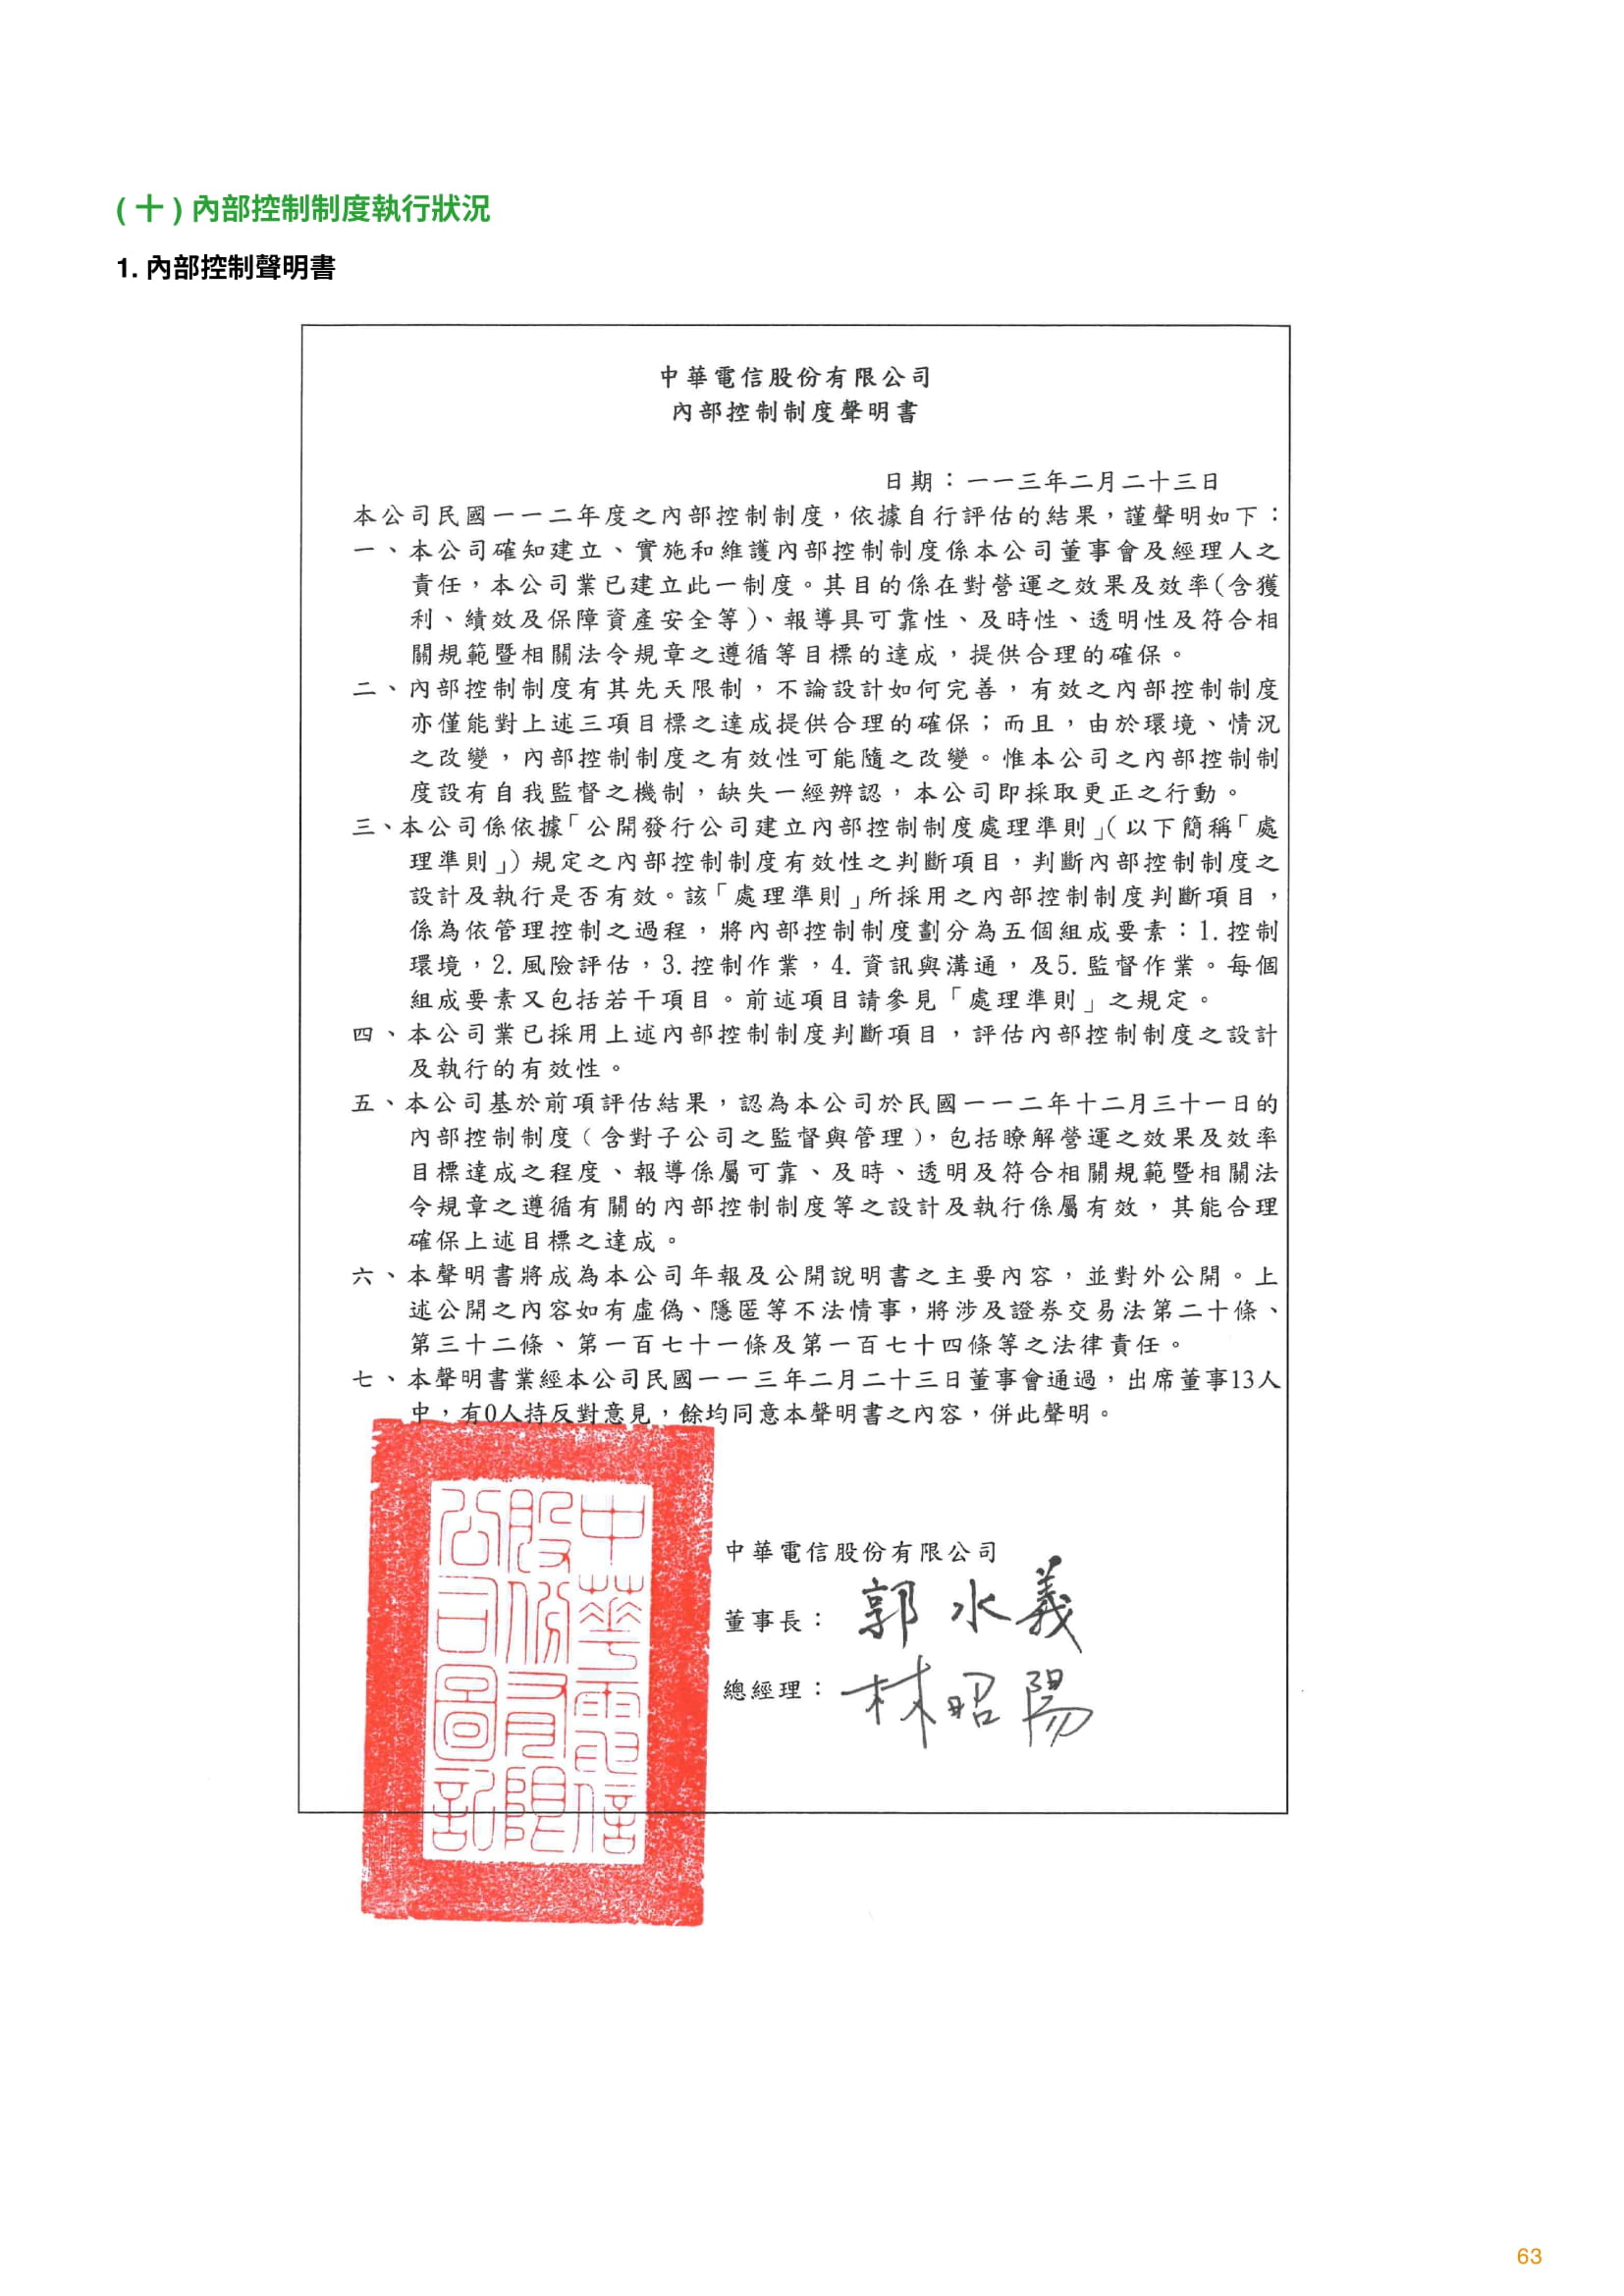 (十)內部控制制度執行狀況
1. 內部控制聲明書
中華電信股份有限公司
內部控制制度聲明書
日期：一一三年二月二十三日
本公司民國一一二年度之內部控制制度，依據自行評估的結果，謹聲明如下：
一、本公司確知建立、實施和維護內部控制制度係本公司董事會及經理人之
責任，本公司業已建立此一制度。其目的係在對營運之效果及效率(含獲
利、績效及保障資產安全等)、報導具可靠性、及時性、透明性及符合相
關規範暨相關法令規章之遵循等目標的達成，提供合理的確保。
二、內部控制制度有其先天限制，不論設計如何完善，有效之內部控制制度
亦僅能對上述三項目標之達成提供合理的確保；而且，由於環境、情況
之改變，內部控制制度之有效性可能隨之改變。惟本公司之內部控制制
度設有自我監督之機制，缺失一經辨認，本公司即採取更正之行動。
三、本公司係依據「公開發行公司建立內部控制制度處理準則」(以下簡稱「處
理準則」)規定之內部控制制度有效性之判斷項目，判斷內部控制制度之
設計及執行是否有效。該「處理準則」所採用之內部控制制度判斷項目，
係為依管理控制之過程，將內部控制制度劃分為五個組成要素：1.控制
環境，2.風險評估，3.控制作業，4.資訊與溝通，及5.監督作業。每個
組成要素又包括若干項目。前述項目請參見「處理準則」之規定。
四、本公司業已採用上述內部控制制度判斷項目，評估內部控制制度之設計
及執行的有效性。
五、本公司基於前項評估結果，認為本公司於民國一一二年十二月三十一日的
內部控制制度(含對子公司之監督與管理)，包括瞭解營運之效果及效率
目標達成之程度、報導係屬可靠、及時、透明及符合相關規範暨相關法
令規章之遵循有關的內部控制制度等之設計及執行係屬有效，其能合理
確保上述目標之達成。
六、本聲明書將成為本公司年報及公開說明書之主要內容，並對外公開。上
述公開之內容如有虛偽、隱匿等不法情事，將涉及證券交易法第二十條、
第三十二條、第一百七十一條及第一百七十四條等之法律責任。
七、本聲明書業經本公司民國一一三年二月二十三日董事會通過，出席董事13人
中，有0人持反對意見，餘均同意本聲明書之內容，併此聲明。
中華電信
股份有限
公司圖記
中華電信股份有限公司
董事長：郭水義
總經理：林昭陽
63